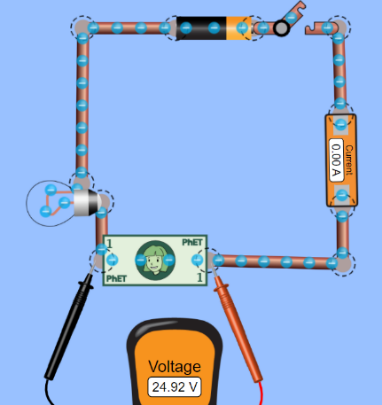 Current
0.00 A
1
PhET
PhET
1
Voltage
24.92 V